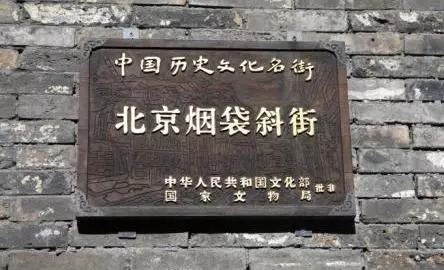 中国历史文化名街
北京烟袋斜街
中华人民共和国文化部
国家文物局
批准